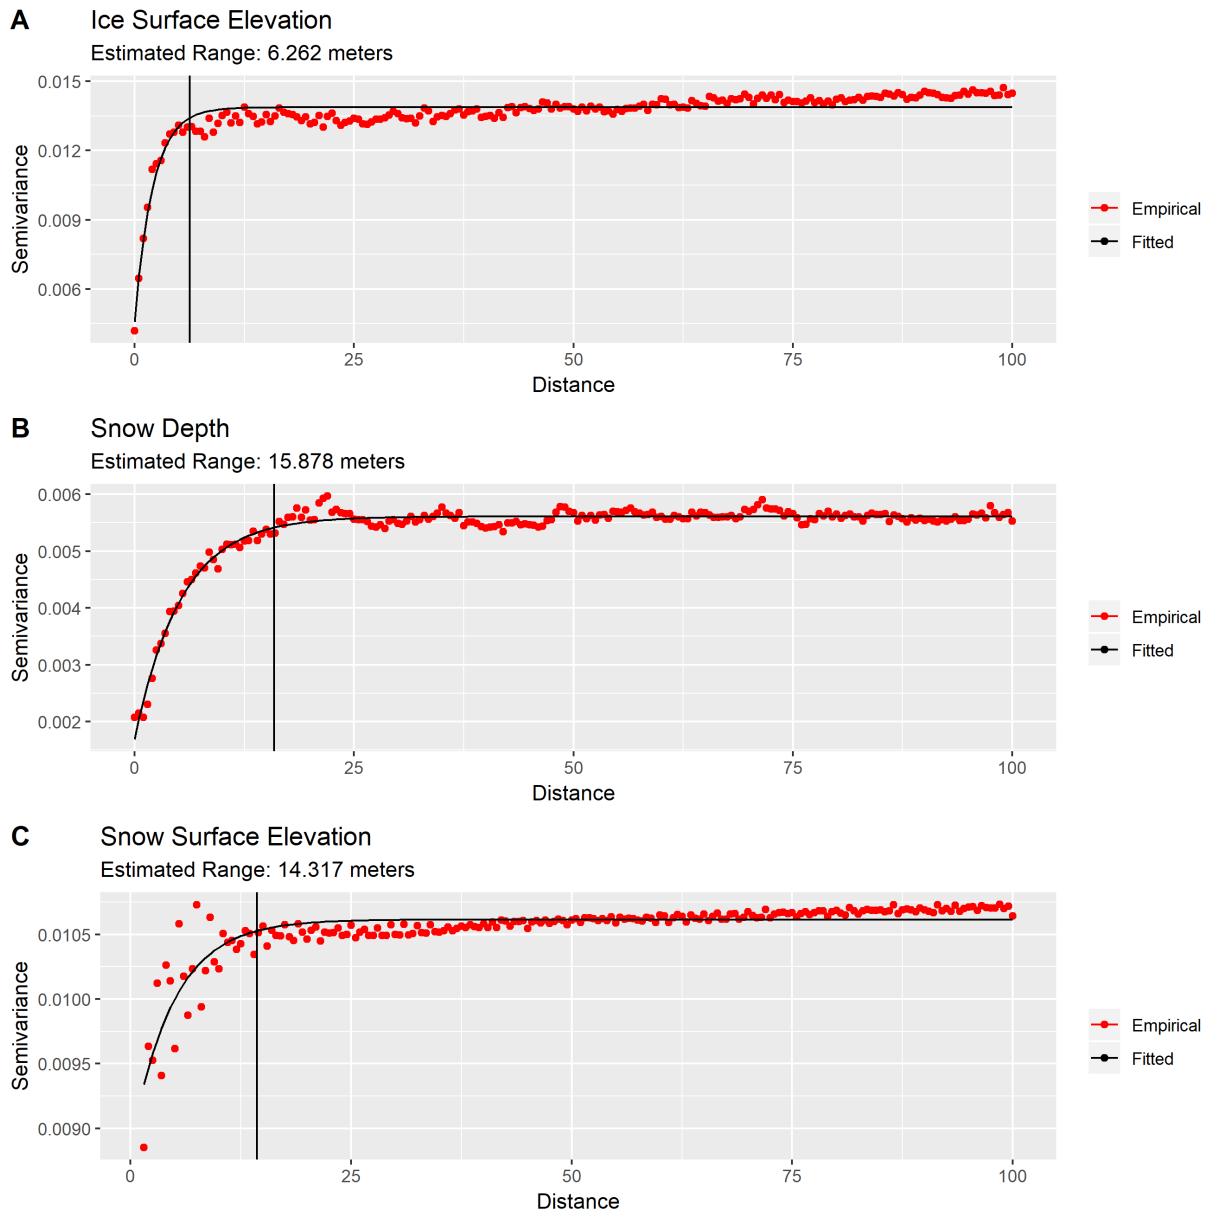 A
Ice Surface Elevation
Estimated Range: 6.262 meters
0.015
0.012
0.009
0.006
Semivariance
0
25
50
75
100
Distance
Empirical
Fitted
B
Snow Depth
Estimated Range: 15.878 meters
0.006
0.005
0.004
0.003
0.002
Semivariance
0
25
50
75
100
Distance
Empirical
Fitted
C
Snow Surface Elevation
Estimated Range: 14.317 meters
0.0105
0.0100
0.0095
0.0090
Semivariance
0
25
50
75
100
Distance
Empirical
Fitted